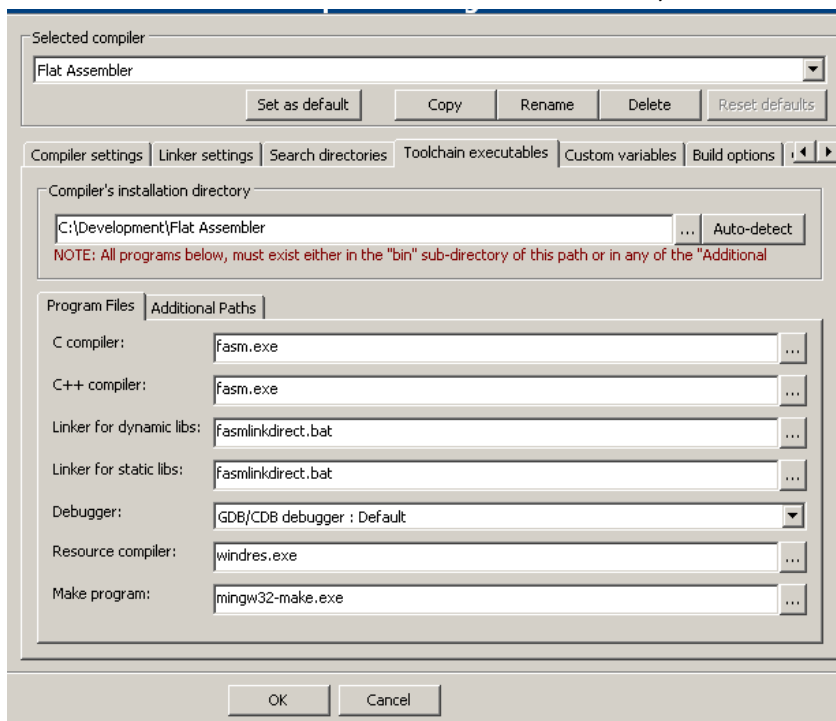 Selected compiler
Flat Assembler
Set as default Copy Rename Delete Reset defaults
Compiler settings Linker settings Search directories Toolchain executables Custom variables Build options
Compiler's installation directory
C:\Development\Flat Assembler ... Auto-detect
NOTE: All programs below, must exist either in the "bin" sub-directory of this path or in any of the "Additional
Program Files Additional Paths
C compiler: fasm.exe ...
C++ compiler: fasm.exe ...
Linker for dynamic libs: fasmlinkdirect.bat ...
Linker for static libs: fasmlinkdirect.bat ...
Debugger: GDB/CDB debugger : Default
Resource compiler: windres.exe ...
Make program: mingw32-make.exe ...
OK Cancel